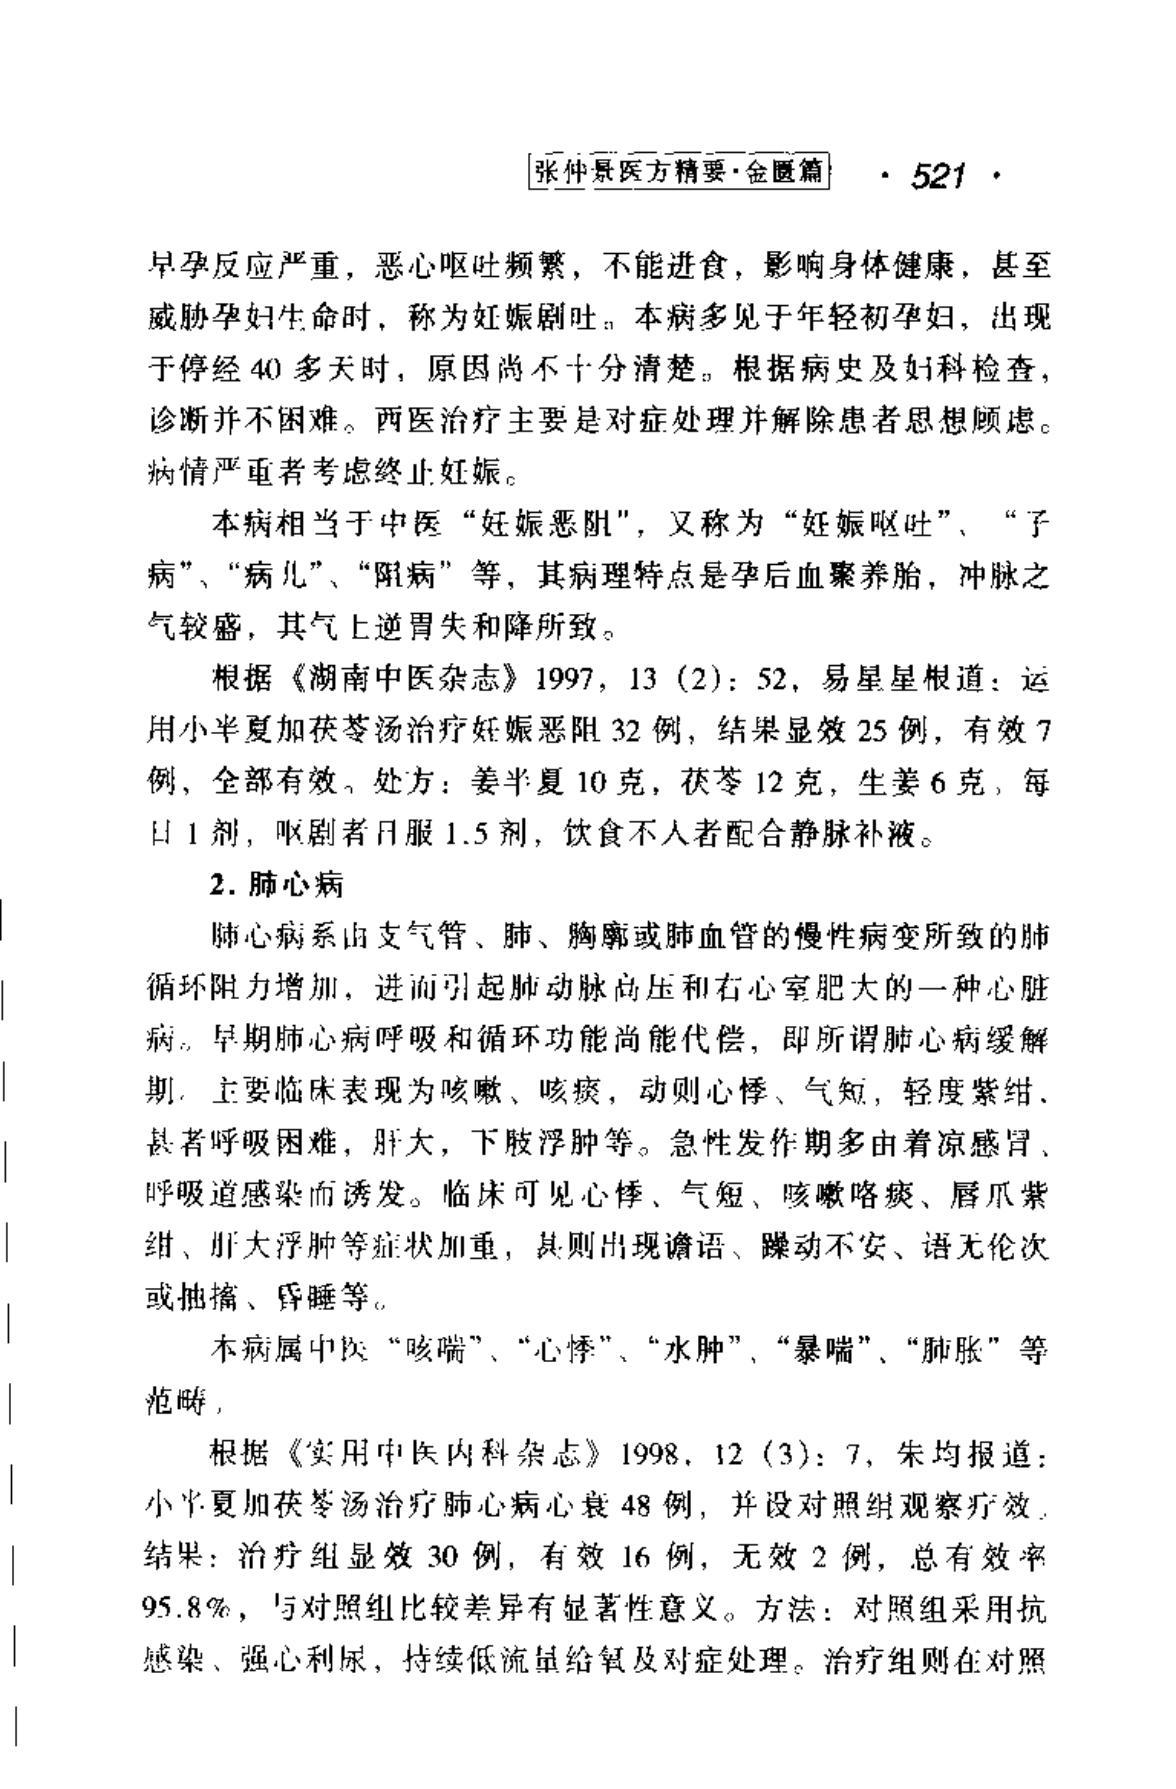 张仲景医方精要·金匮篇 · 521 ·
早孕反应严重，恶心呕吐频繁，不能进食，影响身体健康，甚至
威胁孕妇生命时，称为妊娠剧吐。本病多见于年轻初孕妇，出现
于停经 40 多天时，原因尚不十分清楚。根据病史及妇科检查，
诊断并不困难。西医治疗主要是对症处理并解除患者思想顾虑。
病情严重者考虑终止妊娠。
本病相当于中医“妊娠恶阻”，又称为“妊娠呕吐”、“子
病”、“病儿”、“阻病”等，其病理特点是孕后血聚养胎，冲脉之
气较盛，其气上逆胃失和降所致。
根据《湖南中医杂志》1997，13（2）：52，易星星根道：运
用小半夏加茯苓汤治疗妊娠恶阻 32 例，结果显效 25 例，有效 7
例，全部有效。处方：姜半夏 10 克，茯苓 12 克，生姜 6 克。每
日 1 剂，呕剧者日服 1.5 剂，饮食不入者配合静脉补液。
2. 肺心病
肺心病系由支气管、肺、胸廓或肺血管的慢性病变所致的肺
循环阻力增加，进而引起肺动脉高压和右心室肥大的一种心脏
病。早期肺心病呼吸和循环功能尚能代偿，即所谓肺心病缓解
期。主要临床表现为咳嗽、咳痰，动则心悸、气短，轻度紫绀，
甚者呼吸困难，肝大，下肢浮肿等。急性发作期多由着凉感冒、
呼吸道感染而诱发。临床可见心悸、气短、咳嗽咯痰、唇爪紫
绀、肝大浮肿等症状加重，甚则出现谵语、躁动不安、语无伦次
或抽搐、昏睡等。
本病属中医“咳喘”、“心悸”、“水肿”、“暴喘”、“肺胀”等
范畴。
根据《实用中医内科杂志》1998，12（3）：7，朱均报道：
小半夏加茯苓汤治疗肺心病心衰 48 例，并设对照组观察疗效。
结果：治疗组显效 30 例，有效 16 例，无效 2 例，总有效率
95.8%，与对照组比较差异有显著性意义。方法：对照组采用抗
感染、强心利尿，持续低流量给氧及对症处理。治疗组则在对照